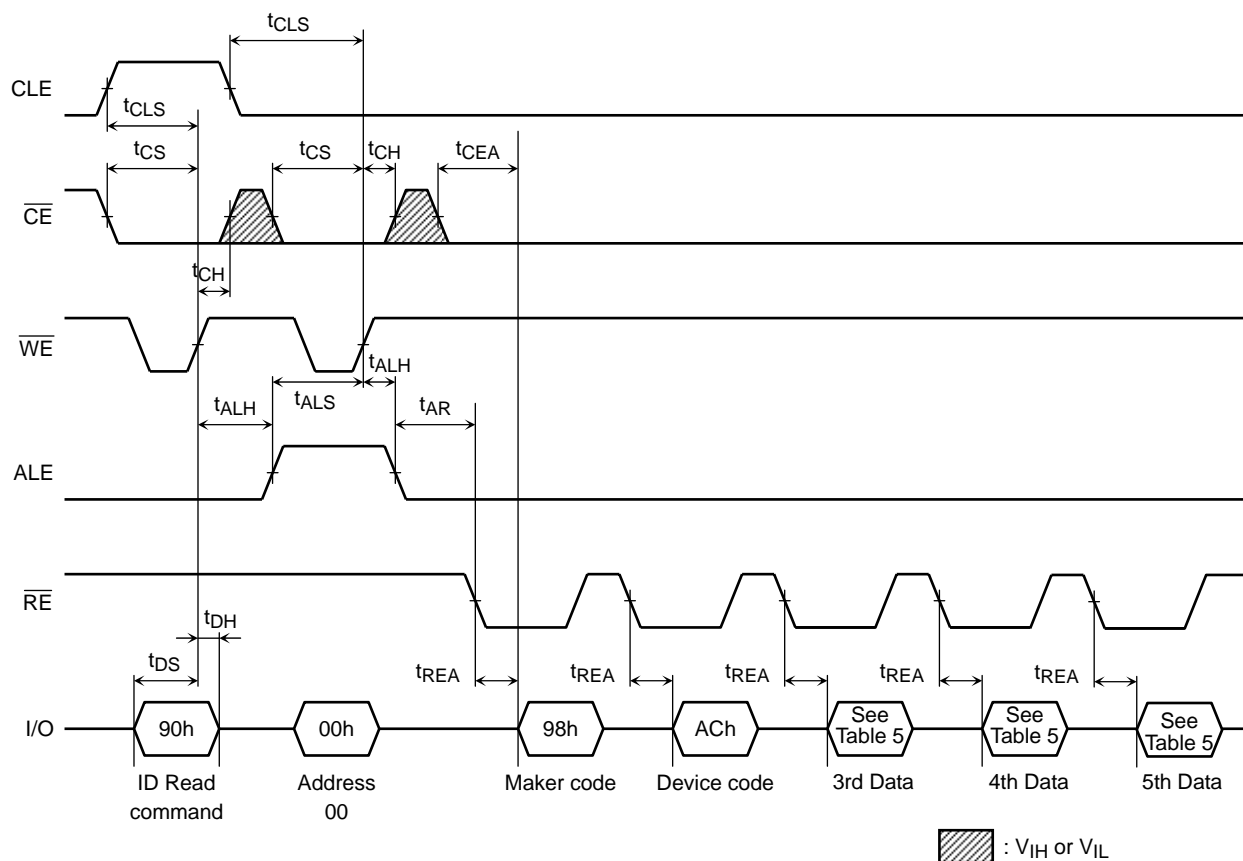 tCLS
CLE
tCLS
tCS tCS tCH tCEA
CE
tCH
WE
tALH
tALH tALS tAR
ALE
RE
tDH
tDS tREA tREA tREA tREA tREA
I/O 90h 00h 98h ACh See Table 5 See Table 5 See Table 5
ID Read command Address 00 Maker code Device code 3rd Data 4th Data 5th Data
: VIH or VIL